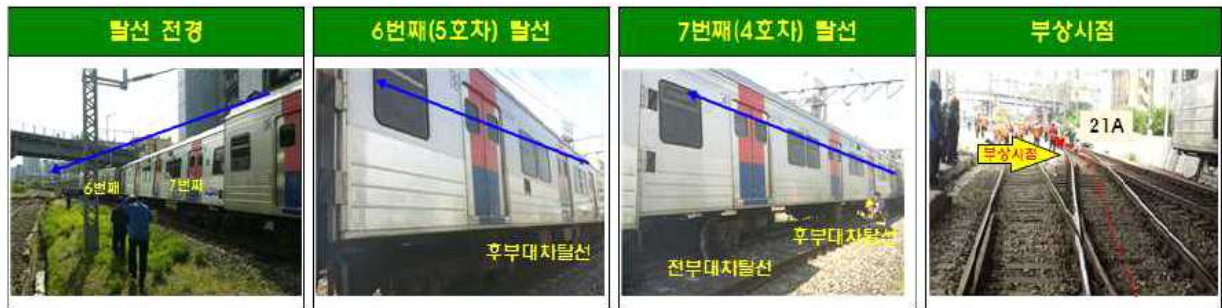 탈선 전경
6번째(5호차) 탈선
7번째(4호차) 탈선
부상시점
6번째
7번째
후부대차탈선
전부대차탈선
후부대차탈선
부상시점
21A